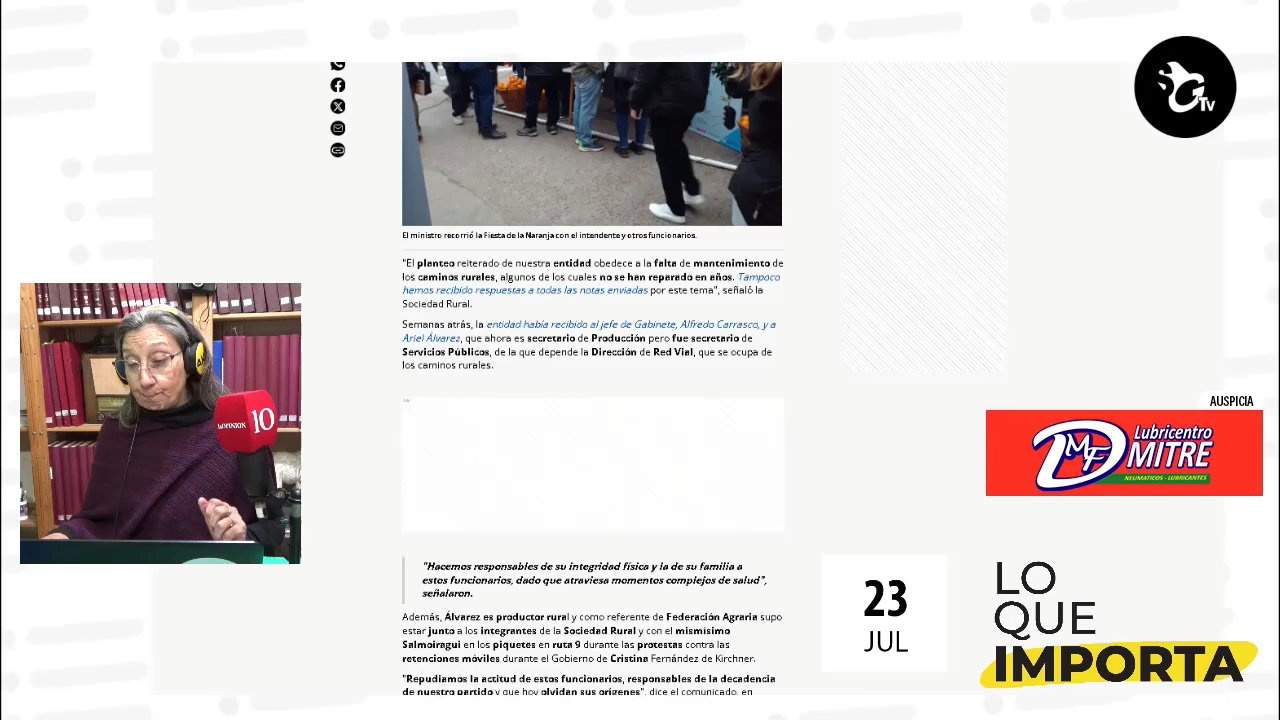 G TV
El ministro recorrió la Fiesta de la Naranja con el intendente y otros funcionarios.
"El planteo reiterado de nuestra entidad obedece a la falta de mantenimiento de
los caminos rurales, algunos de los cuales no se han reparado en años. Tampoco
hemos recibido respuestas a todas las notas enviadas por este tema", señaló la
Sociedad Rural.
Semanas atrás, la entidad había recibido al jefe de Gabinete, Alfredo Carrasco, y a
Ariel Álvarez, que ahora es secretario de Producción pero fue secretario de
Servicios Públicos, de la que depende la Dirección de Red Vial, que se ocupa de
los caminos rurales.
"Hacemos responsables de su integridad física y la de su familia a
estos funcionarios, dado que atraviesa momentos complejos de salud",
señalaron.
Además, Álvarez es productor rural y como referente de Federación Agraria supo
estar junto a los integrantes de la Sociedad Rural y con el mismísimo
Salmoiragui en los piquetes en ruta 9 durante las protestas contra las
retenciones móviles durante el Gobierno de Cristina Fernández de Kirchner.
"Repudiamos la actitud de estos funcionarios, responsables de la decadencia
de nuestro partido y que hoy olvidan sus orígenes", dice el comunicado, en
LA OPINION
10
AUSPICIA
Lubricentro
MITRE
NEUMATICOS - LUBRICANTES
23
JUL
LO
QUE
IMPORTA